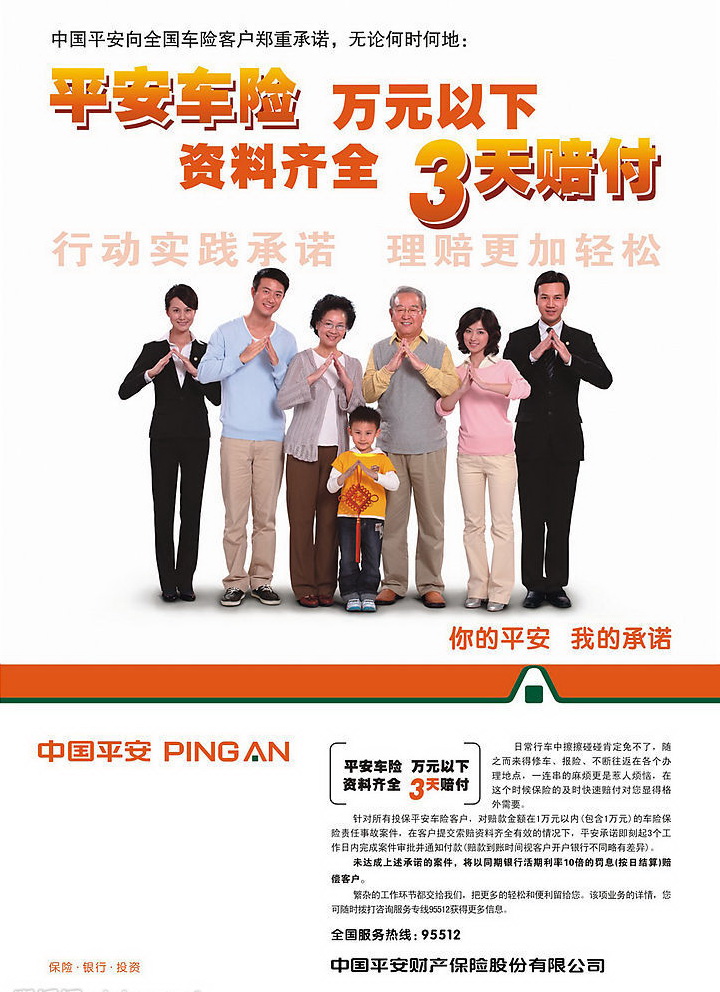 中国平安向全国车险客户郑重承诺，无论何时何地：
平安车险 万元以下
资料齐全 3天赔付
行动实践承诺 理赔更加轻松
你的平安 我的承诺
中国平安 PING AN
平安车险 万元以下
资料齐全 3天赔付
日常行车中擦擦碰碰肯定免不了，随
之而来得修车、报险、不断往返在各个办
理地点，一连串的麻烦更是惹人烦恼，在
这个时候保险的及时快速赔付对您显得格
外需要。
针对所有投保平安车险客户，对赔款金额在1万元以内(包含1万元)的车险保
险责任事故案件，在客户提交索赔资料齐全有效的情况下，平安承诺即刻起3个工
作日内完成案件审批并通知付款(赔款到账时间视客户开户银行不同略有差异)。
未达成上述承诺的案件，将以同期银行活期利率10倍的罚息(按日结算)赔
偿客户。
繁杂的工作环节都交给我们，把更多的轻松和便利留给您。该项业务的详情，您
可随时拨打咨询服务专线95512获得更多信息。
全国服务热线：95512
保险·银行·投资
中国平安财产保险股份有限公司